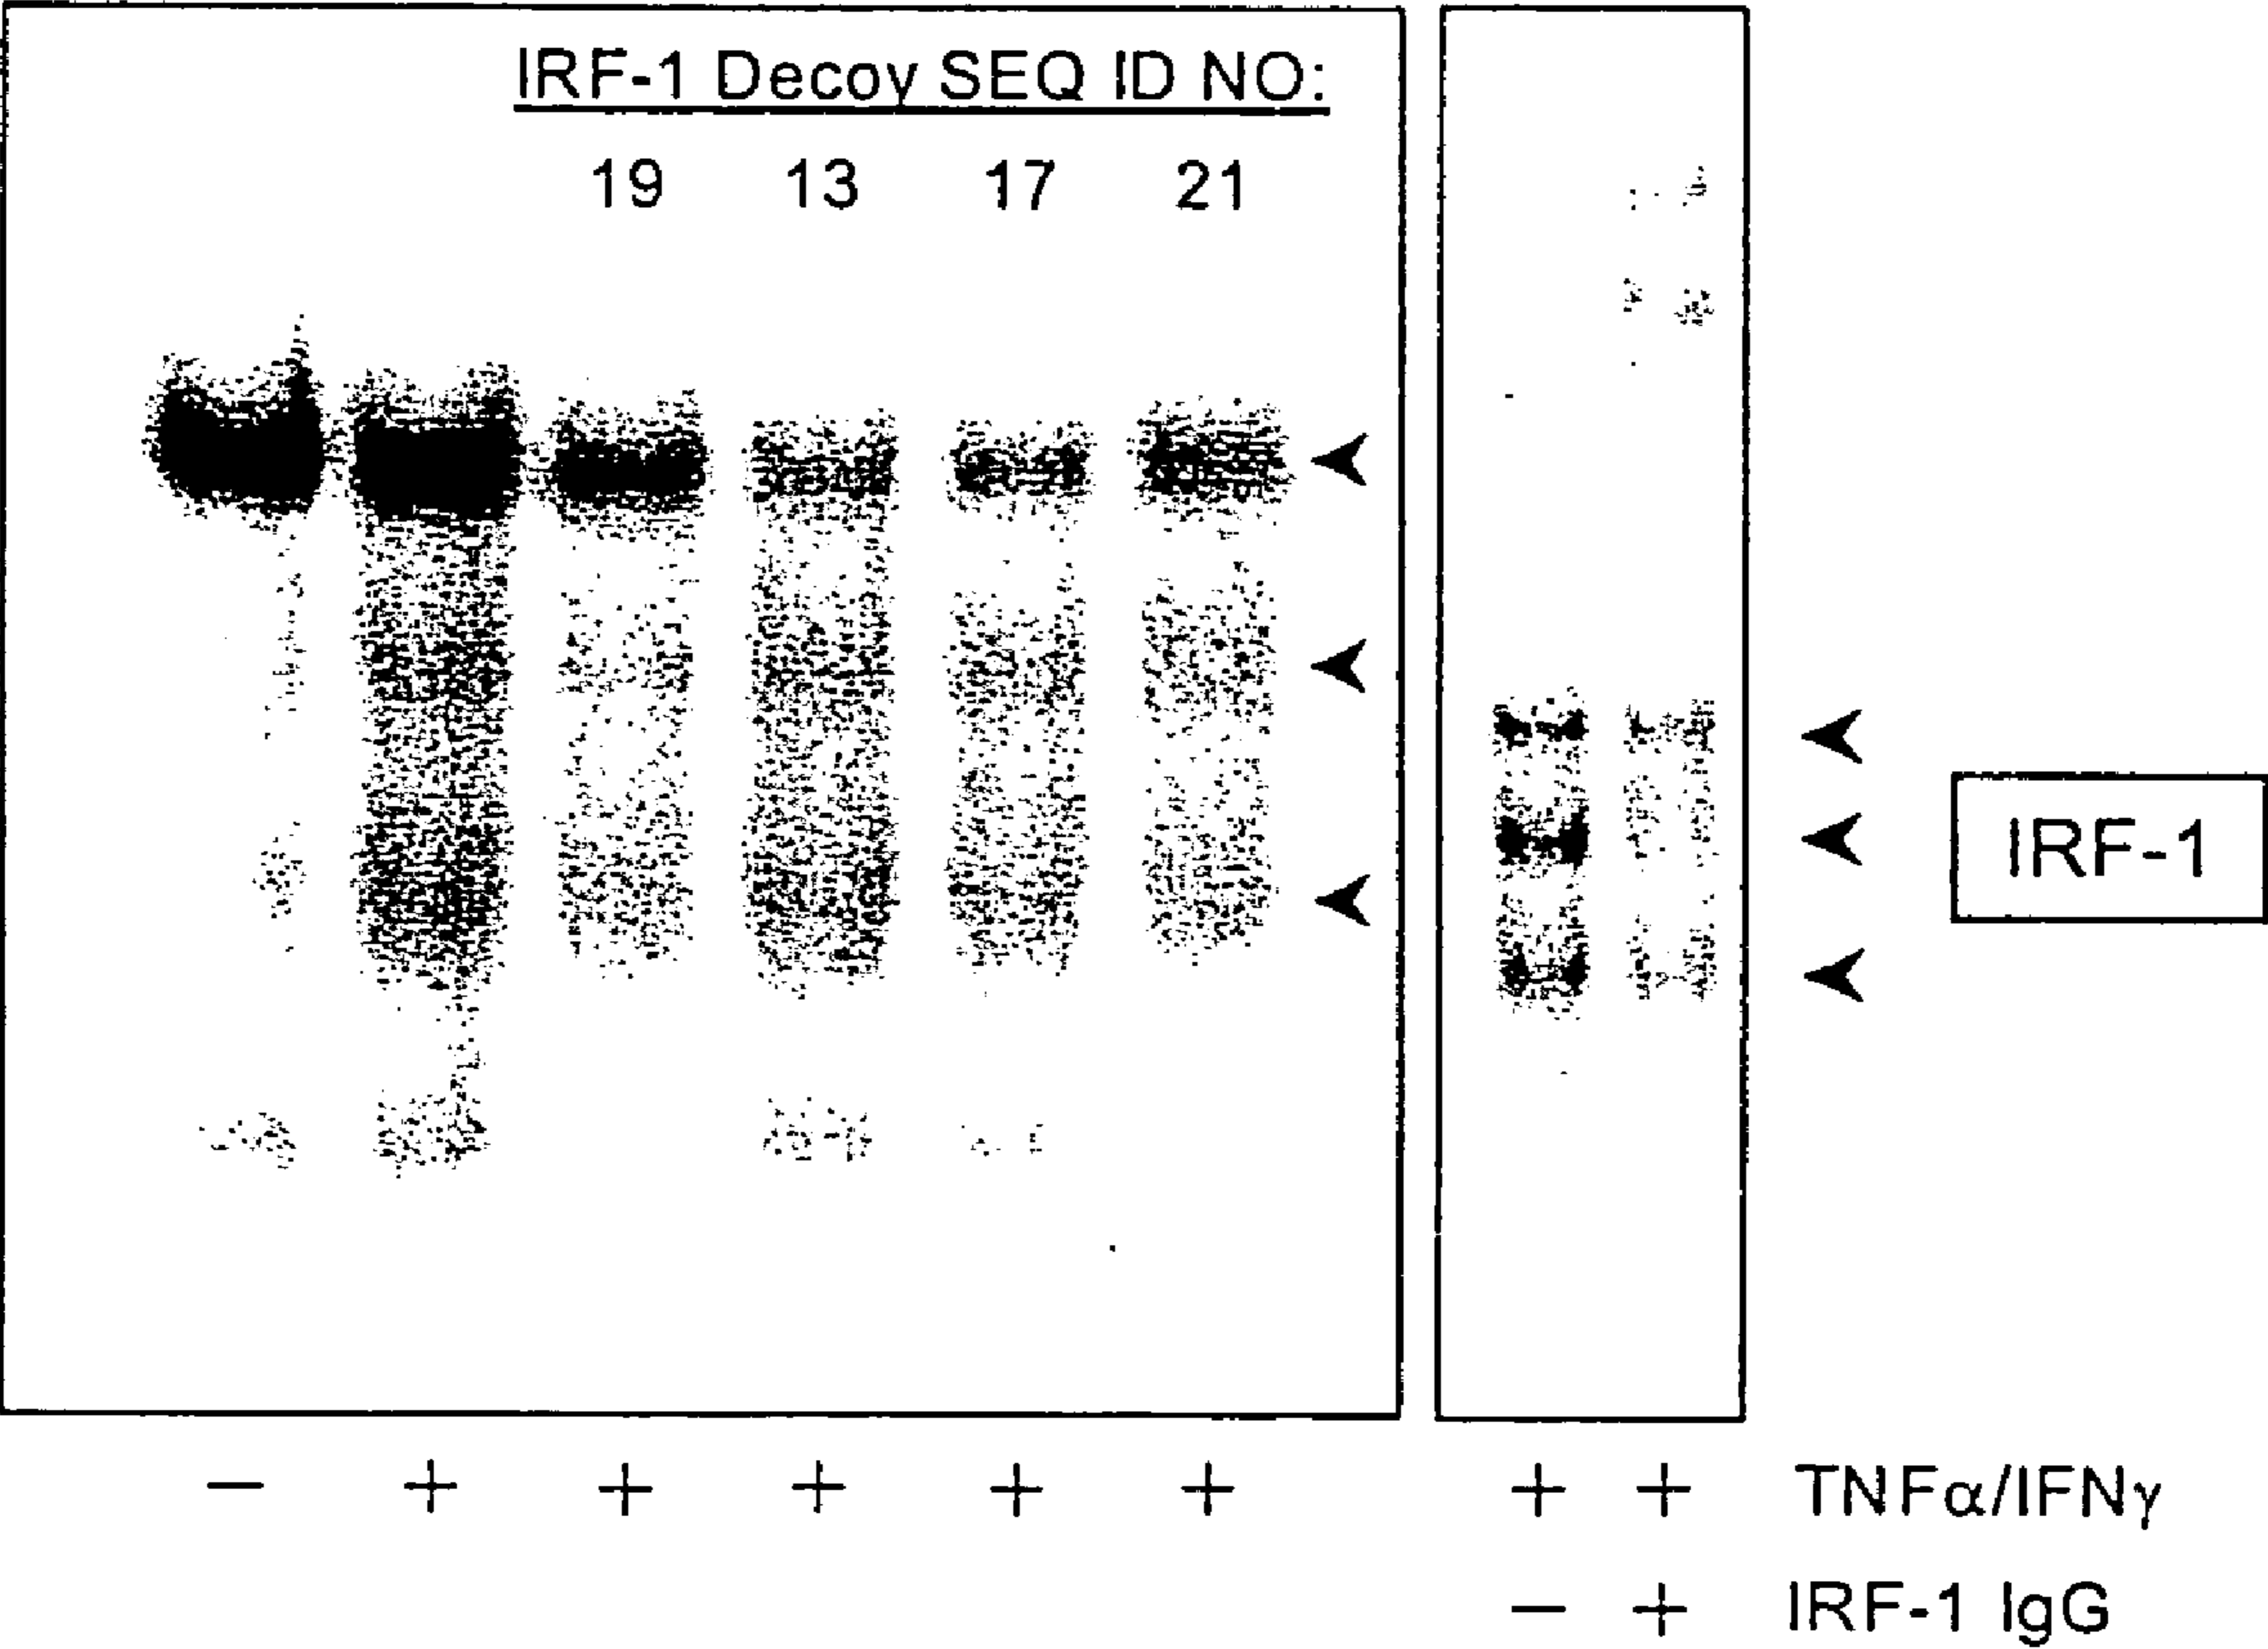 IRF-1 Decoy SEQ ID NO:
19 13 17 21
IRF-1
− + + + + + + + TNFα/IFNγ
− + IRF-1 IgG